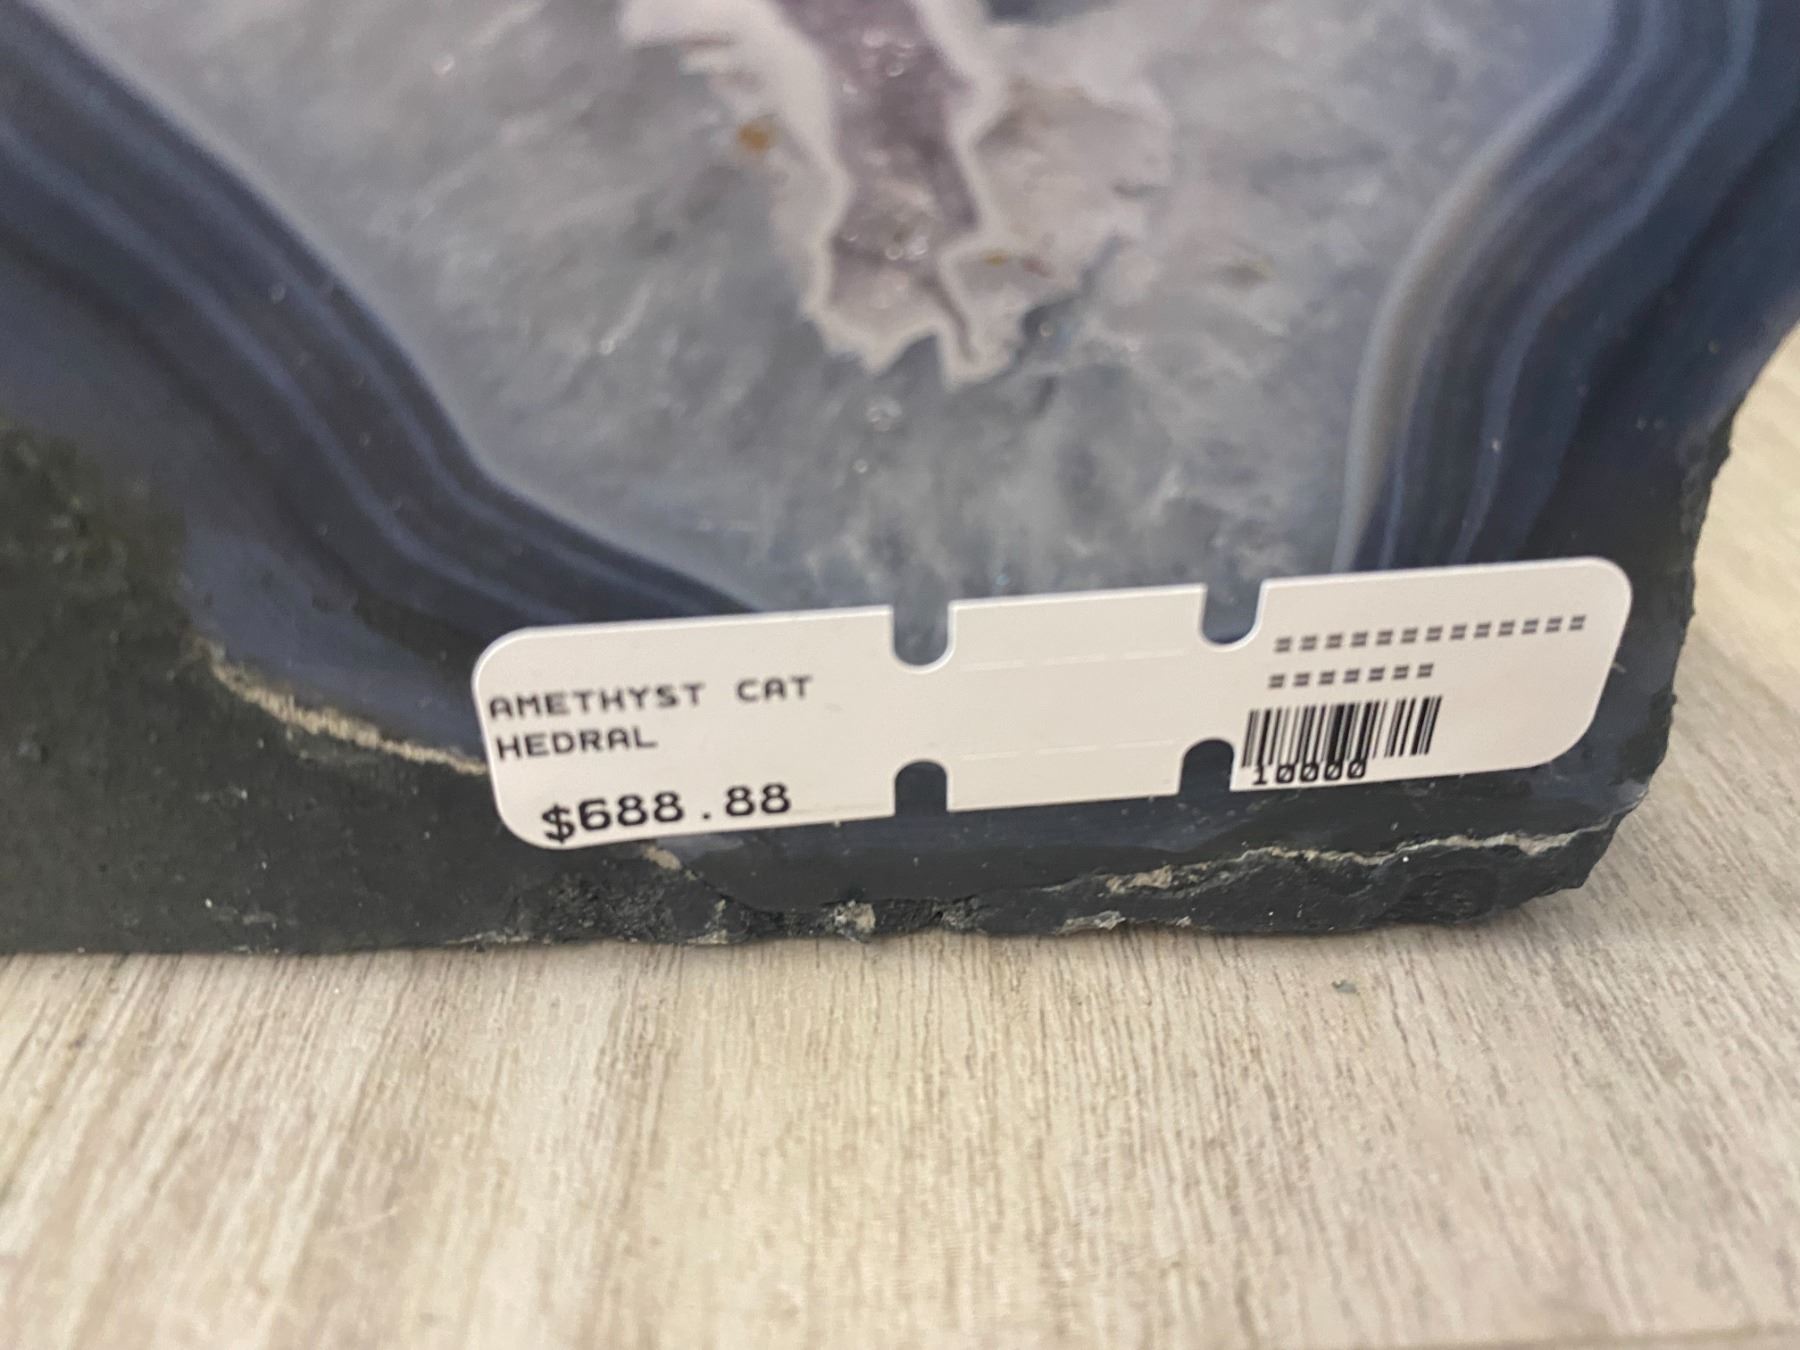 AMETHYST CAT
HEDRAL
$688.88
=============
=======
10000